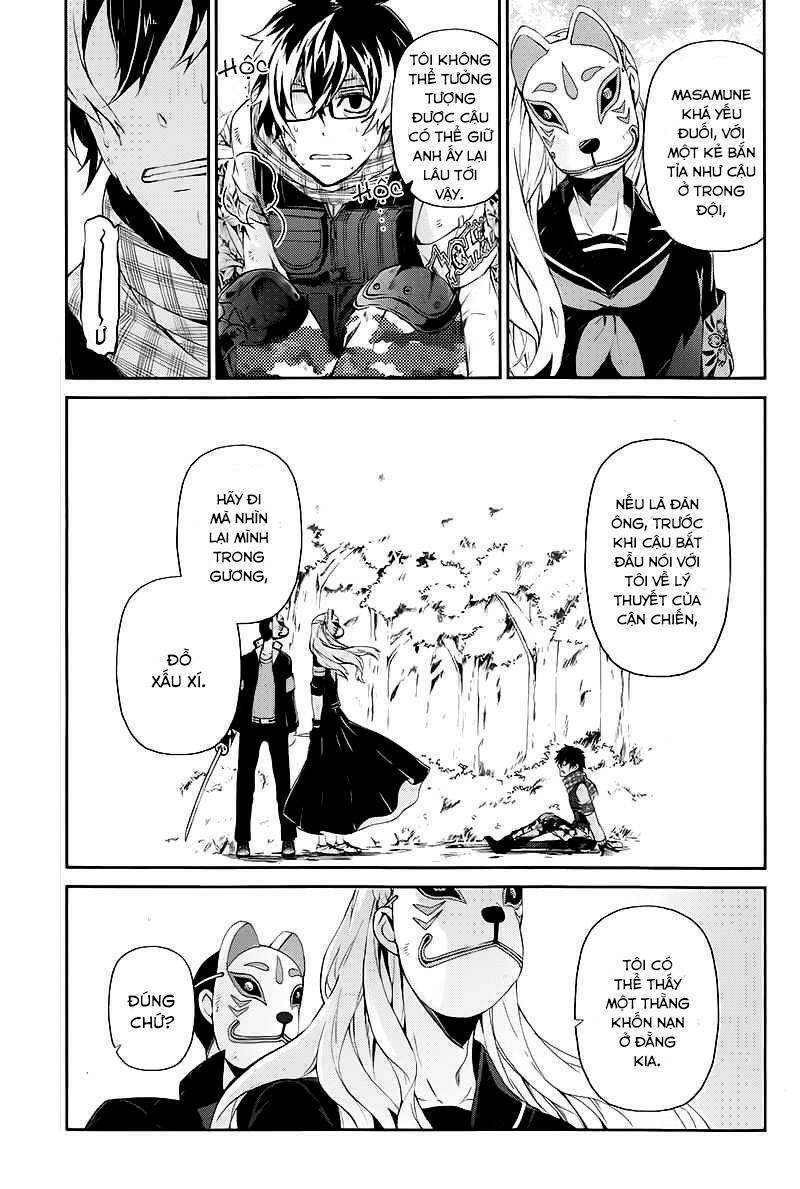 MASAMUNE
KHÁ YẾU
ĐUỐI, VỚI
MỘT KẺ BẮN
TỈA NHƯ CẬU
Ở TRONG
ĐỘI,
TÔI KHÔNG
THỂ TƯỞNG
TƯỢNG
ĐƯỢC CẬU
CÓ THỂ GIỮ
ANH ẤY LẠI
LÂU TỚI
VẬY.
HỘC
HỘC
Ư
NẾU LÀ ĐÀN
ÔNG, TRƯỚC
KHI CẬU BẮT
ĐẦU NÓI VỚI
TÔI VỀ LÝ
THUYẾT CỦA
CẬN CHIẾN,
HÃY ĐI
MÀ NHÌN
LẠI MÌNH
TRONG
GƯƠNG,
ĐỒ
XẤU XÍ.
TÔI CÓ
THỂ THẤY
MỘT THẰNG
KHỐN NẠN
Ở ĐẰNG
KIA.
ĐÚNG
CHỨ?